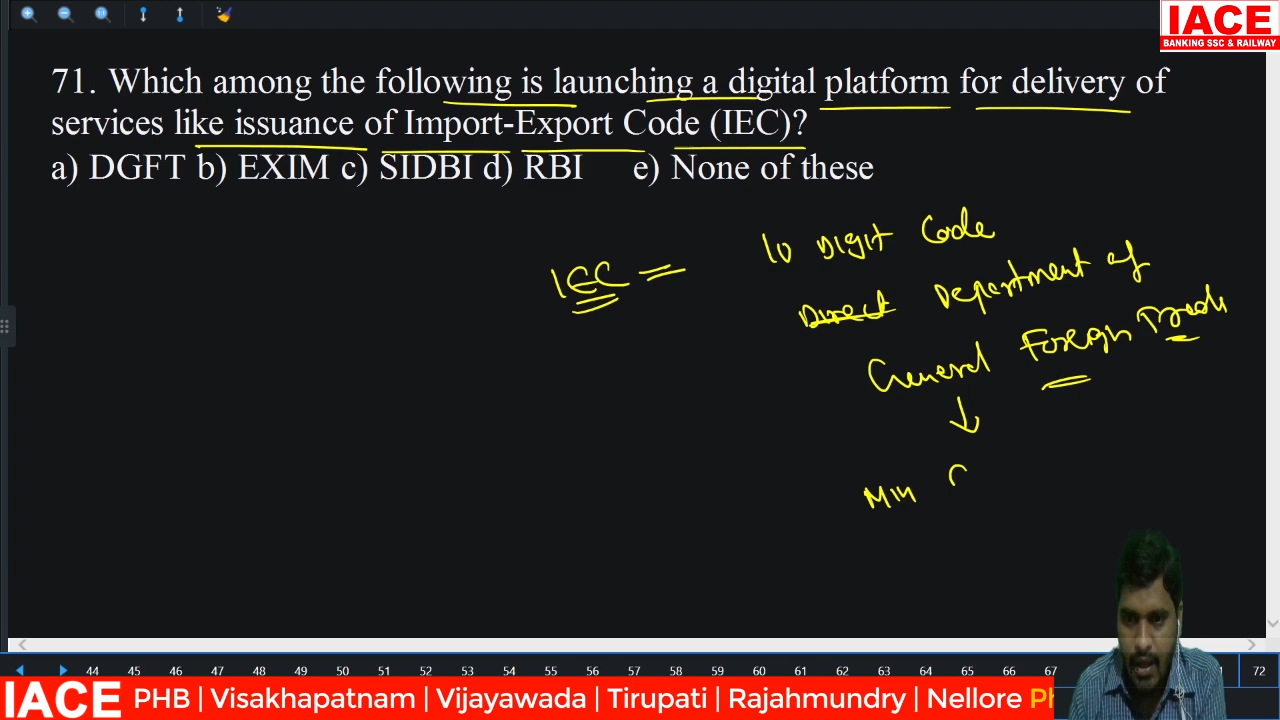 IACE
BANKING SSC & RAILWAY
71. Which among the following is launching a digital platform for delivery of
services like issuance of Import-Export Code (IEC)?
a) DGFT b) EXIM c) SIDBI d) RBI e) None of these
10 Digit Code
IEC =
Direct Department of
General Foreign Trade
Min
44 45 46 47 48 49 50 51 52 53 54 55 56 57 58 59 60 61 62 63 64 65 66 67 72
IACE PHB | Visakhapatnam | Vijayawada | Tirupati | Rajahmundry | Nellore